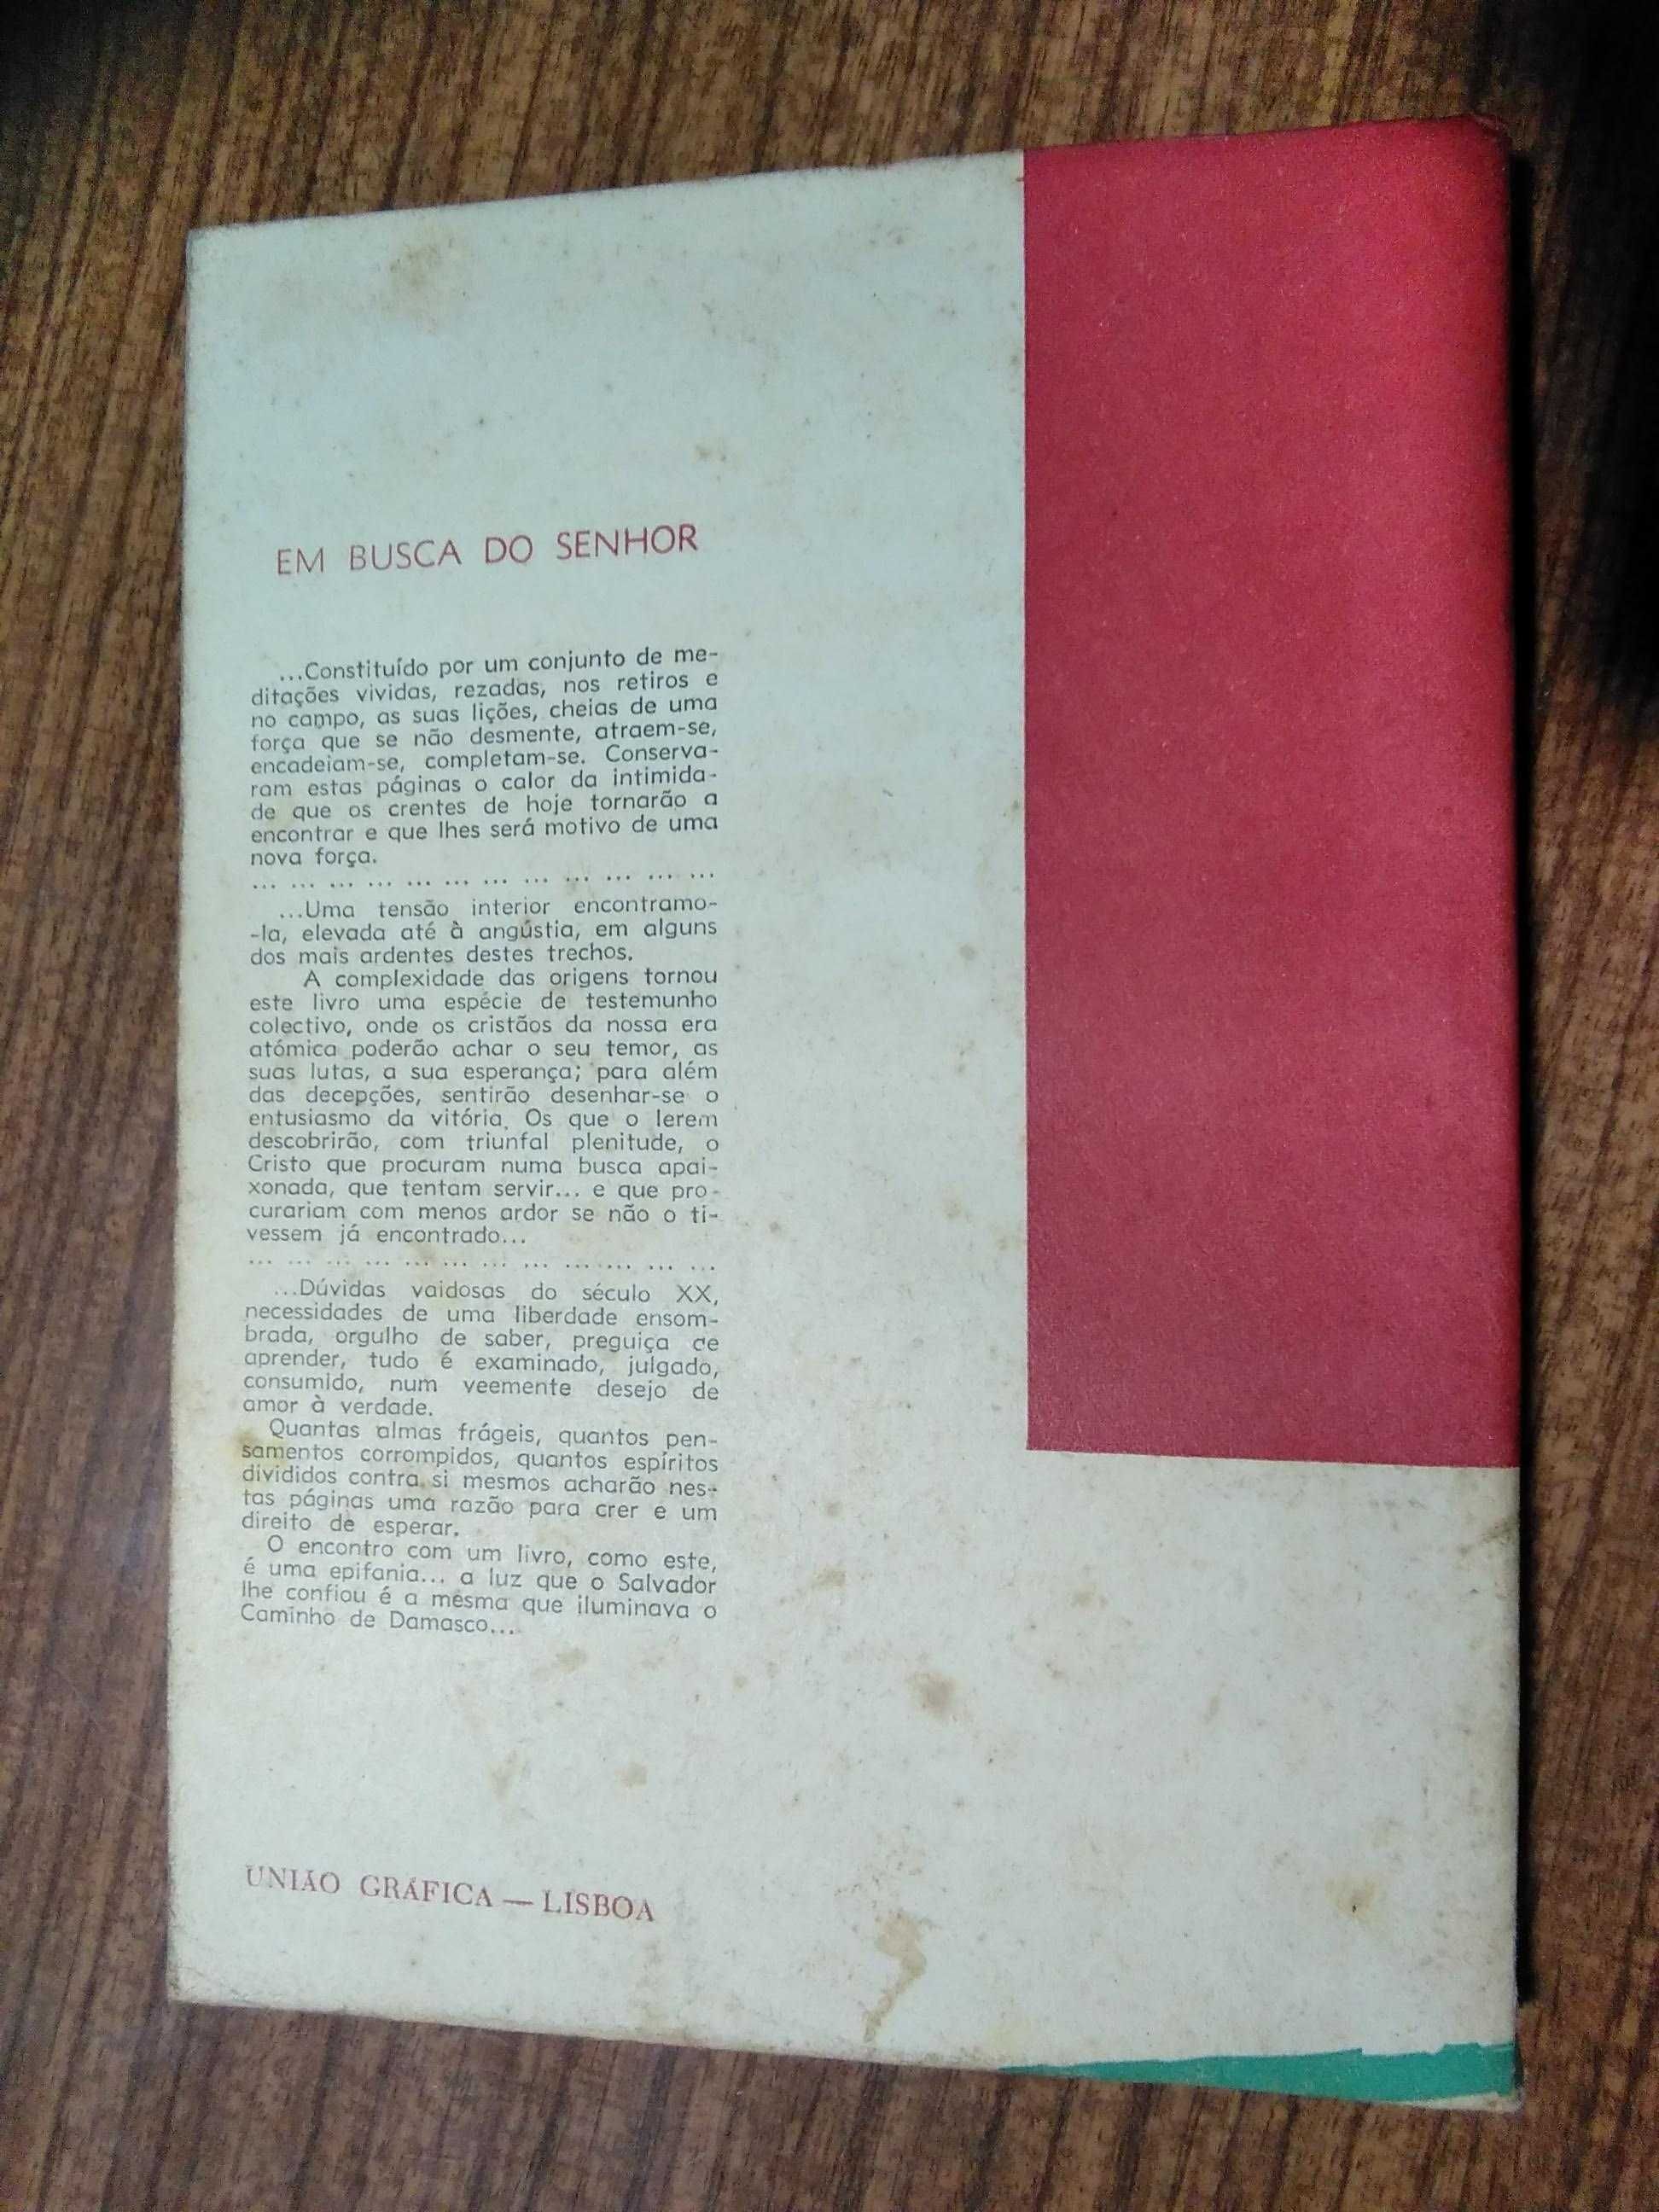 EM BUSCA DO SENHOR
...Constituído por um conjunto de me-
ditações vividas, rezadas, nos retiros e
no campo, as suas lições, cheias de uma
força que se não desmente, atraem-se,
encadeiam-se, completam-se. Conserva-
ram estas páginas o calor da intimida-
de que os crentes de hoje tornarão a
encontrar e que lhes será motivo de uma
nova força.
... ... ... ... ... ... ... ... ... ... ... ...
...Uma tensão interior encontramo-
-la, elevada até à angústia, em alguns
dos mais ardentes destes trechos.
A complexidade das origens tornou
este livro uma espécie de testemunho
colectivo, onde os cristãos da nossa era
atómica poderão achar o seu temor, as
suas lutas, a sua esperança; para além
das decepções, sentirão desenhar-se o
entusiasmo da vitória. Os que o lerem
descobrirão, com triunfal plenitude, o
Cristo que procuram numa busca apai-
xonada, que tentam servir... e que pro-
curariam com menos ardor se não o ti-
vessem já encontrado...
... ... ... ... ... ... ... ... ... ... ... ...
...Dúvidas vaidosas do século XX,
necessidades de uma liberdade ensom-
brada, orgulho de saber, preguiça de
aprender, tudo é examinado, julgado,
consumido, num veemente desejo de
amor à verdade.
Quantas almas frágeis, quantos pen-
samentos corrompidos, quantos espíritos
divididos contra si mesmos acharão nes-
tas páginas uma razão para crer e um
direito de esperar.
O encontro com um livro, como este,
é uma epifania... a luz que o Salvador
lhe confiou é a mesma que iluminava o
Caminho de Damasco...
UNIÃO GRÁFICA — LISBOA